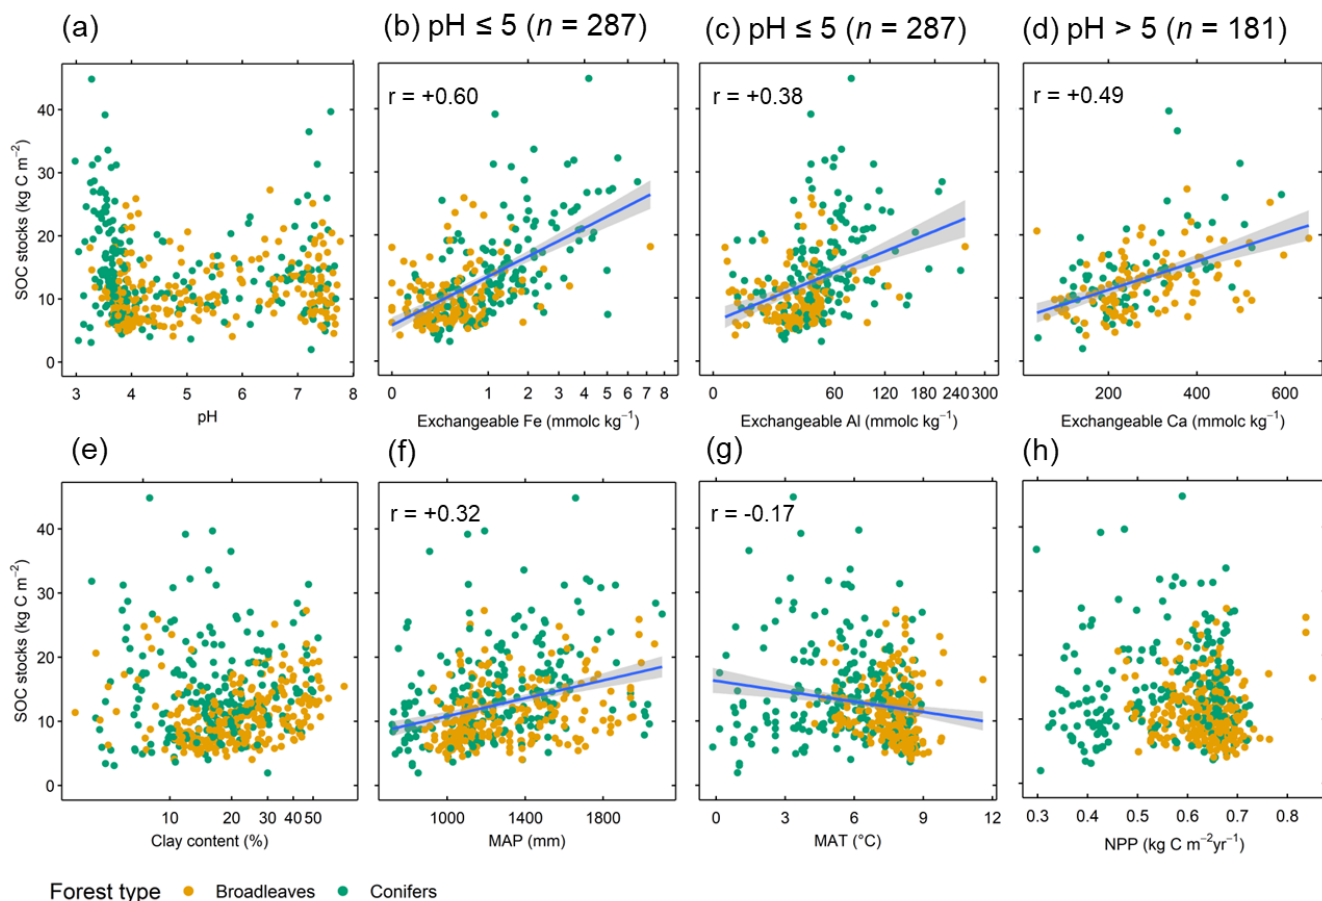 (a)
(b) pH ≤ 5 (n = 287)
(c) pH ≤ 5 (n = 287)
(d) pH > 5 (n = 181)
r = +0.60
r = +0.38
r = +0.49
SOC stocks (kg C m⁻²)
40
30
20
10
0
3 4 5 6 7 8
0 1 2 3 4 5 6 7 8
0 60 120 180 240 300
200 400 600
pH
Exchangeable Fe (mmolc kg⁻¹)
Exchangeable Al (mmolc kg⁻¹)
Exchangeable Ca (mmolc kg⁻¹)
(e)
(f)
(g)
(h)
r = +0.32
r = -0.17
SOC stocks (kg C m⁻²)
40
30
20
10
0
10 20 30 40 50
1000 1400 1800
0 3 6 9 12
0.3 0.4 0.5 0.6 0.7 0.8
Clay content (%)
MAP (mm)
MAT (°C)
NPP (kg C m⁻²yr⁻¹)
Forest type Broadleaves Conifers